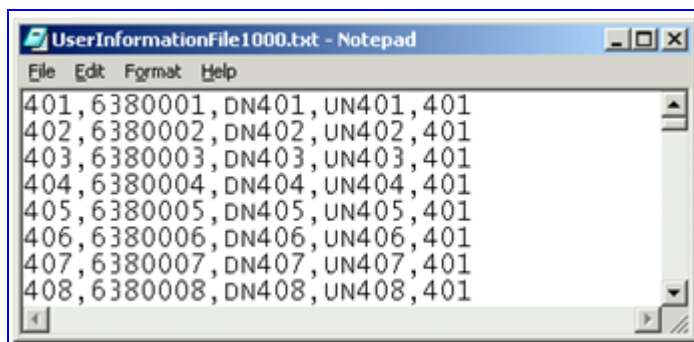 UserInformationFile1000.txt - Notepad
File Edit Format Help
401,6380001,DN401,UN401,401
402,6380002,DN402,UN402,401
403,6380003,DN403,UN403,401
404,6380004,DN404,UN404,401
405,6380005,DN405,UN405,401
406,6380006,DN406,UN406,401
407,6380007,DN407,UN407,401
408,6380008,DN408,UN408,401